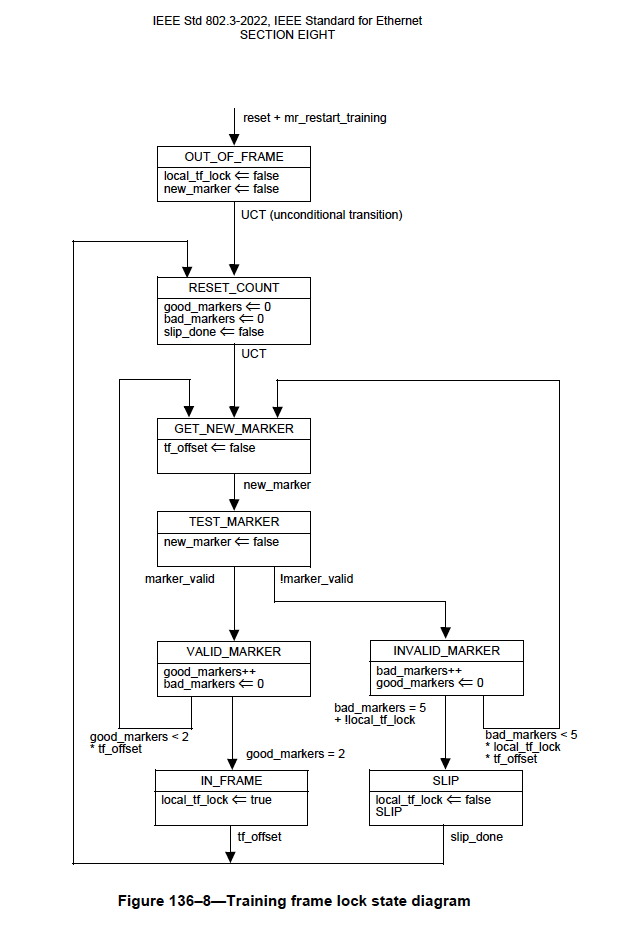 IEEE Std 802.3-2022, IEEE Standard for Ethernet
SECTION EIGHT
reset + mr_restart_training
OUT_OF_FRAME
local_tf_lock ⇐ false
new_marker ⇐ false
UCT (unconditional transition)
RESET_COUNT
good_markers ⇐ 0
bad_markers ⇐ 0
slip_done ⇐ false
UCT
GET_NEW_MARKER
tf_offset ⇐ false
new_marker
TEST_MARKER
new_marker ⇐ false
marker_valid
!marker_valid
VALID_MARKER
good_markers++
bad_markers ⇐ 0
INVALID_MARKER
bad_markers++
good_markers ⇐ 0
good_markers < 2
* tf_offset
good_markers = 2
bad_markers = 5
+ !local_tf_lock
bad_markers < 5
* local_tf_lock
* tf_offset
IN_FRAME
local_tf_lock ⇐ true
SLIP
local_tf_lock ⇐ false
SLIP
tf_offset
slip_done
Figure 136–8—Training frame lock state diagram